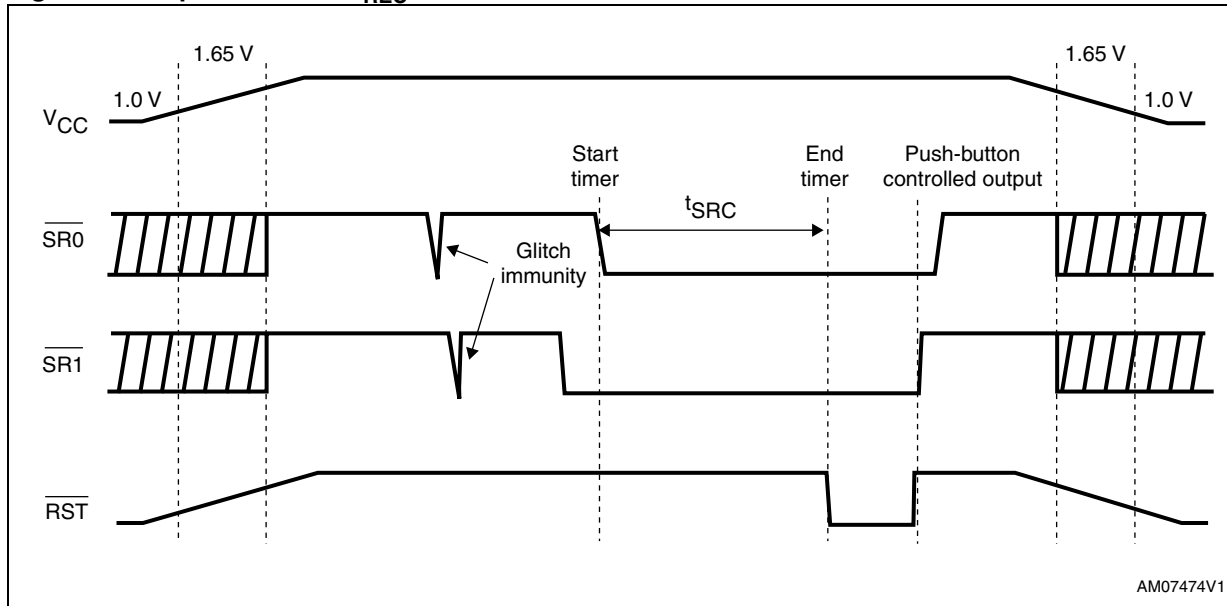 REC
1.65 V
1.65 V
1.0 V
1.0 V
VCC
Start
timer
End
timer
Push-button
controlled output
tSRC
SR0
Glitch
immunity
SR1
RST
AM07474V1